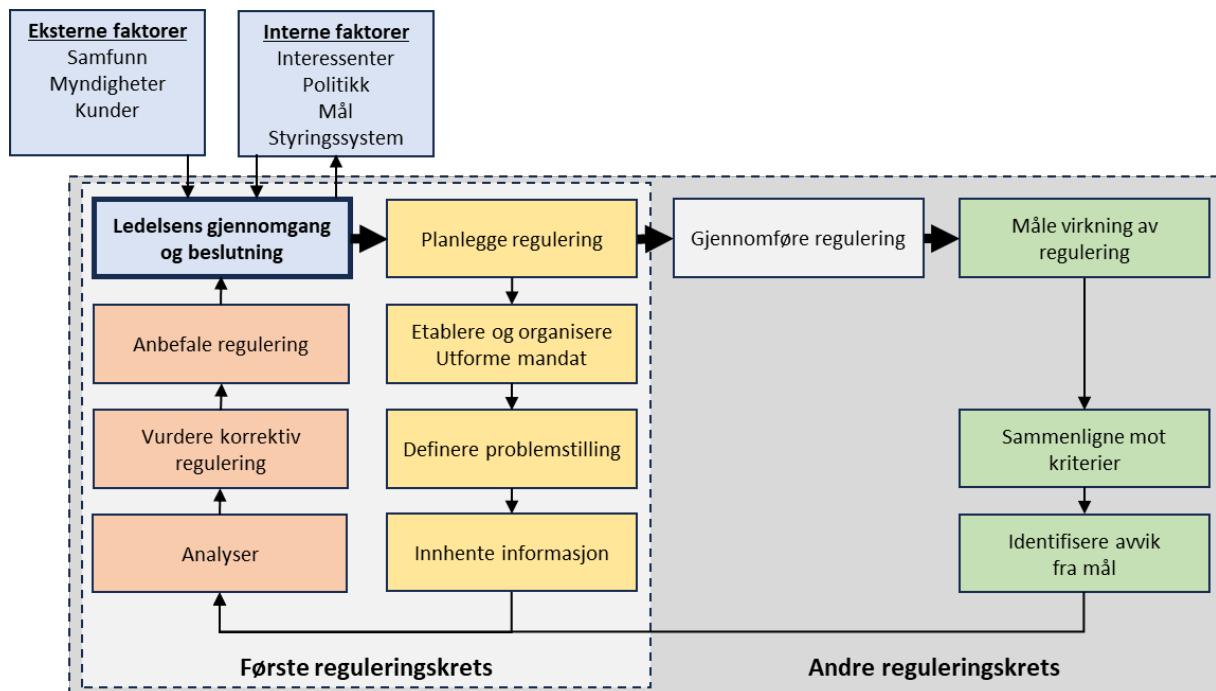 Eksterne faktorer
Samfunn
Myndigheter
Kunder
Interne faktorer
Interessenter
Politikk
Mål
Styringssystem
Ledelsens gjennomgang
og beslutning
Planlegge regulering
Gjennomføre regulering
Måle virkning av
regulering
Anbefale regulering
Etablere og organisere
Utforme mandat
Vurdere korrektiv
regulering
Definere problemstilling
Sammenligne mot
kriterier
Analyser
Innhente informasjon
Identifisere avvik
fra mål
Første reguleringskrets
Andre reguleringskrets